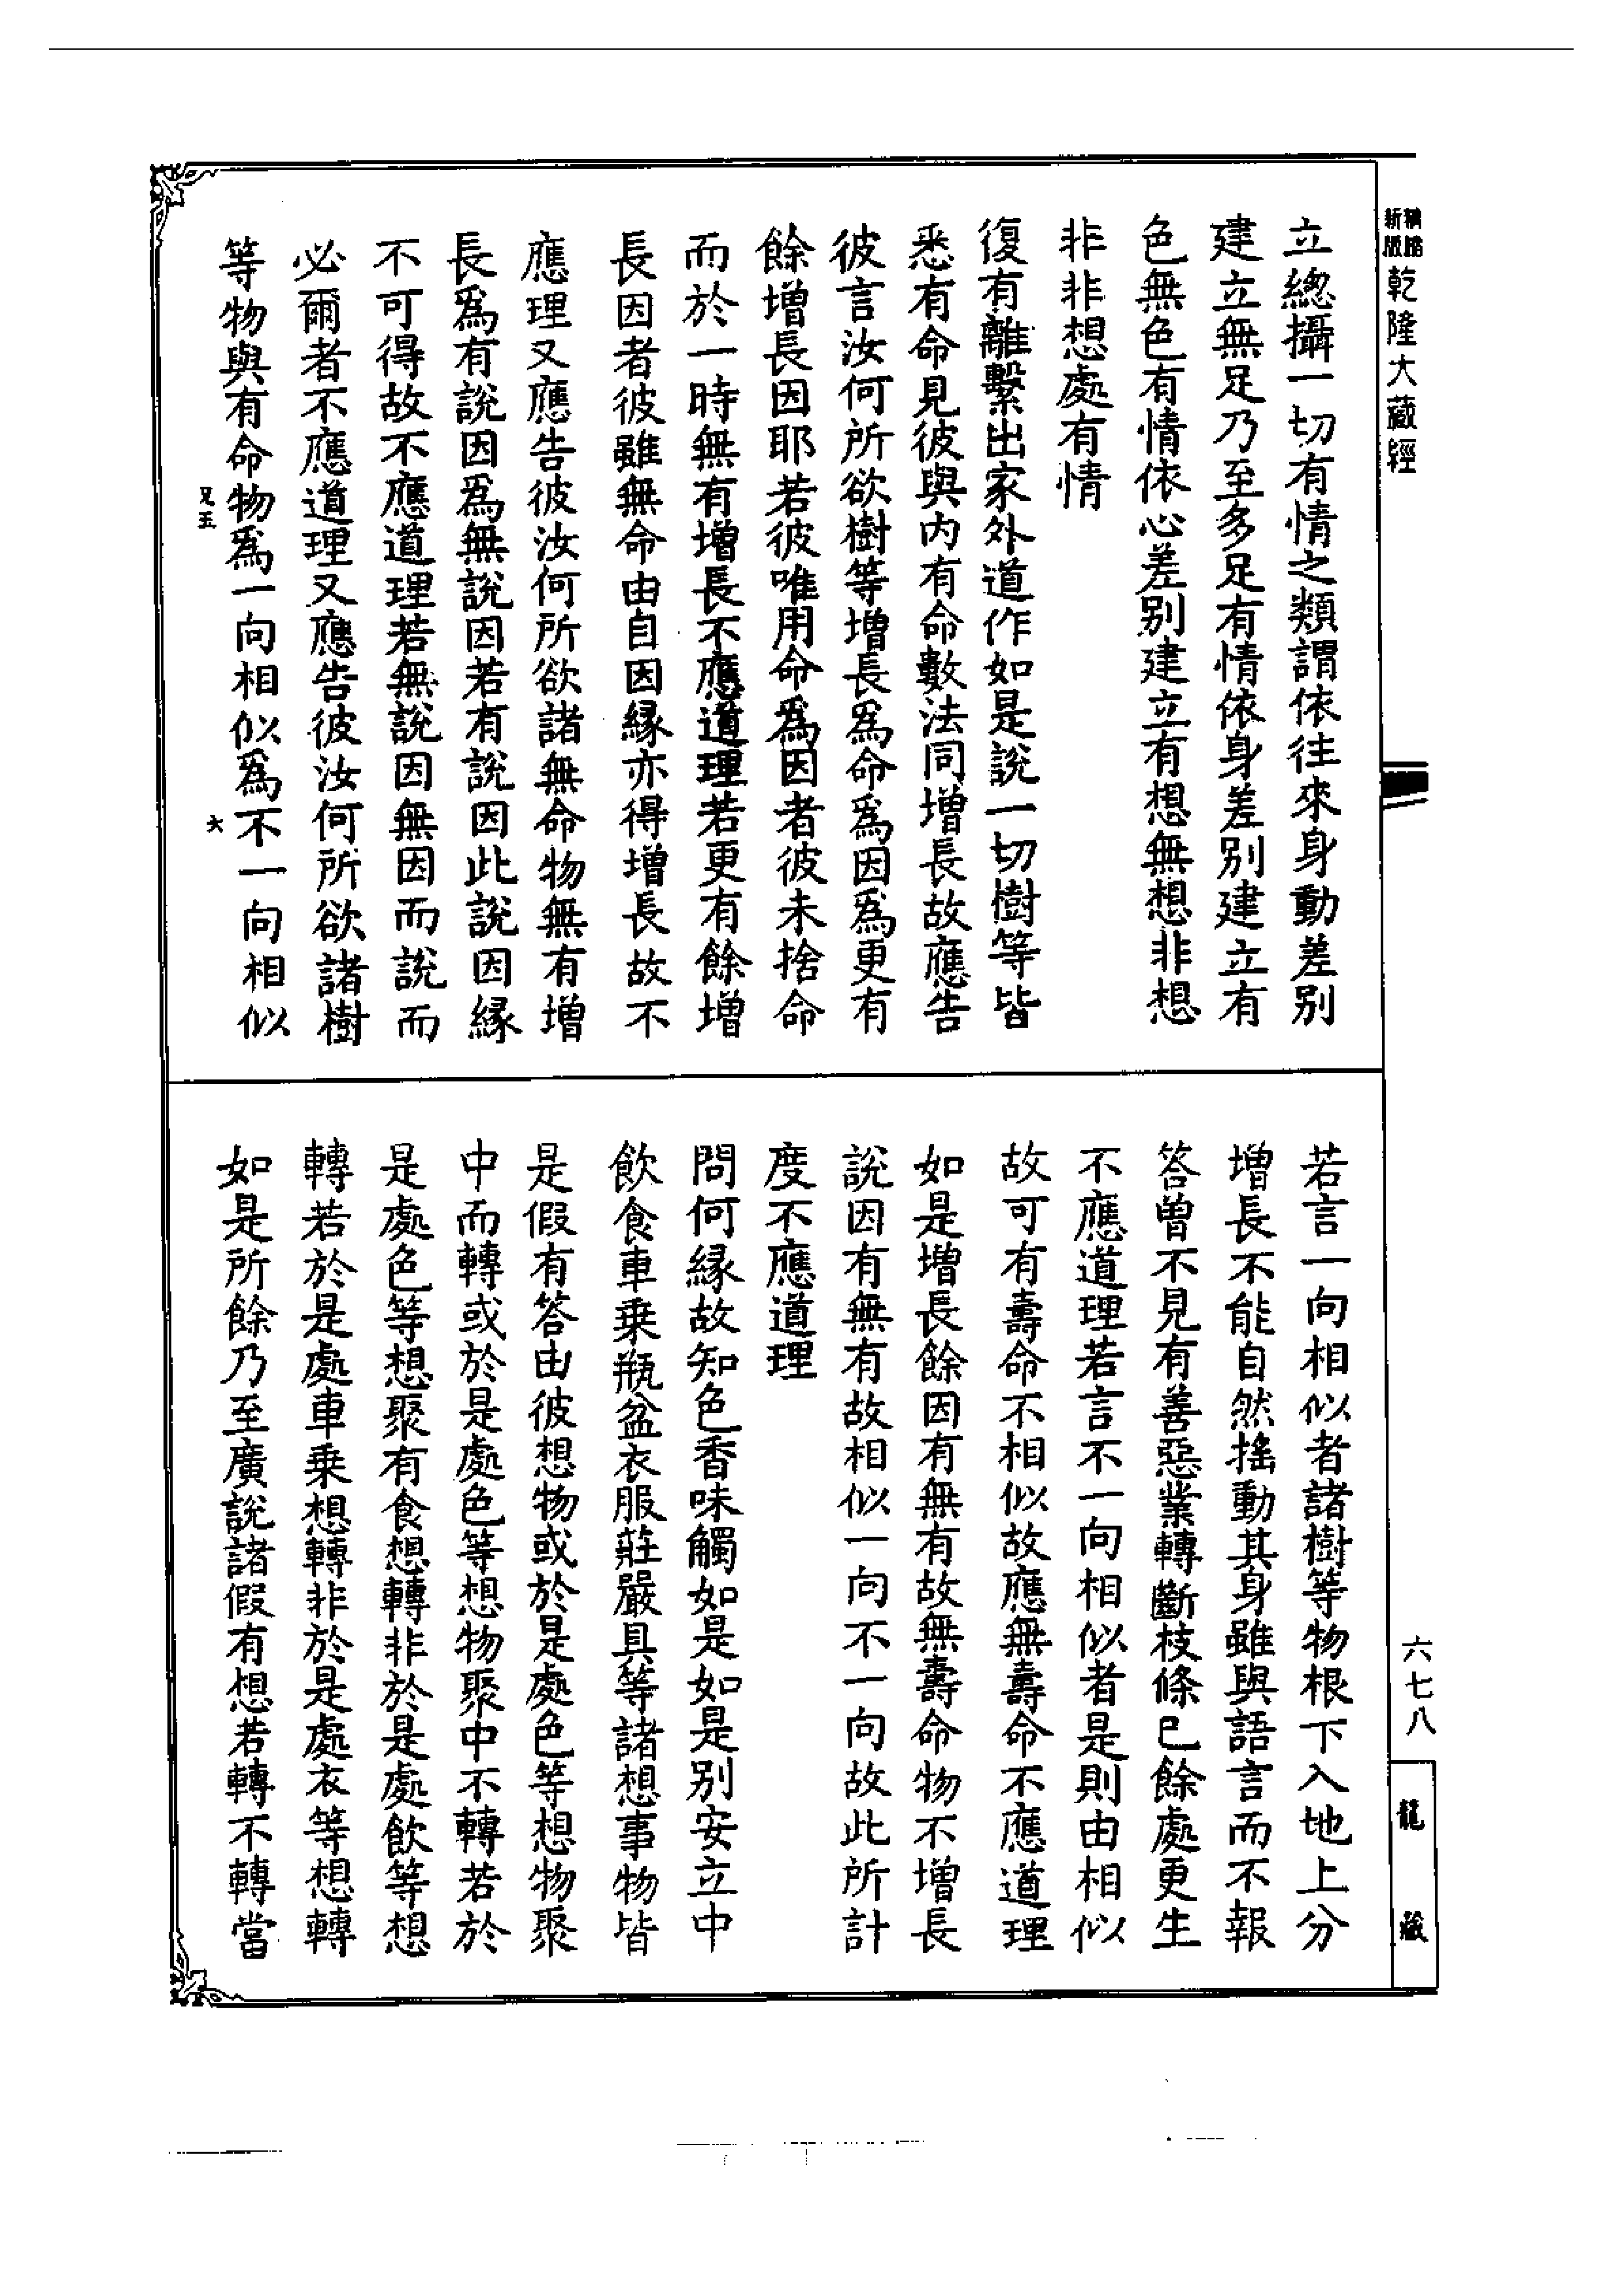 新版精縮
乾隆大藏經
六七八
龍藏
立總攝一切有情之類謂依往來身動差别
建立無足乃至多足有情依身差别建立有
色無色有情依心差别建立有想無想非想
非非想處有情
復有離繫出家外道作如是說一切樹等皆
悉有命見彼與内有命數法同增長故應告
彼言汝何所欲樹等增長爲命爲因爲更有
餘增長因耶若彼唯用命爲因者彼未捨命
而於一時無有增長不應道理若更有餘增
長因者彼雖無命由自因緣亦得增長故不
應理又應告彼汝何所欲諸無命物無有增
長爲有說因爲無說因若有說因此說因緣
不可得故不應道理若無說因無因而說而
必爾者不應道理又應告彼汝何所欲諸樹
等物與有命物爲一向相似爲不一向相似
若言一向相似者諸樹等物根下入地上分
增長不能自然搖動其身雖與語言而不報
答曾不見有善惡業轉斷枝條已餘處更生
不應道理若言不一向相似者是則由相似
故可有壽命不相似故應無壽命不應道理
如是增長餘因有無有故無壽命物不增長
說因有無有故相似一向不一向故此所計
度不應道理
問何緣故知色香味觸如是如是别安立中
飲食車乘瓶盆衣服莊嚴具等諸想事物皆
是假有答由彼想物或於是處色等想物聚
中而轉或於是處色等想物聚中不轉若於
是處色等想聚有食想轉非於是處飲等想
轉若於是處車乘想轉非於是處衣等想轉
如是所餘乃至廣說諸假有想若轉不轉當
六